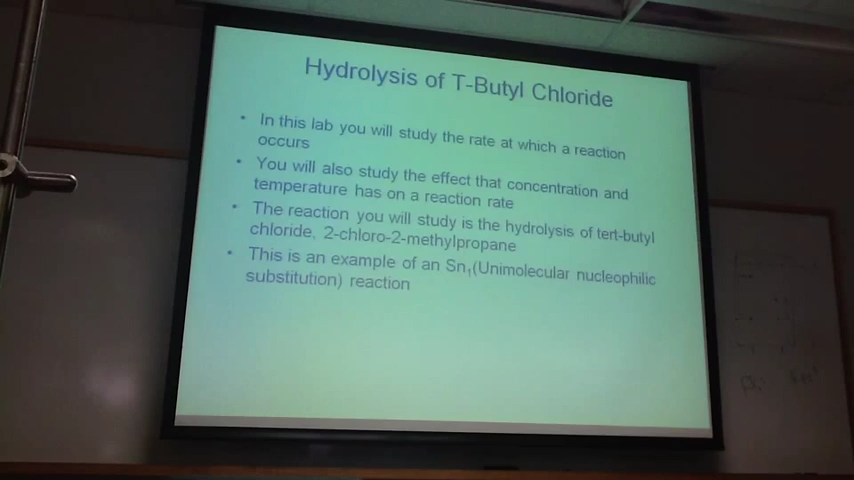 Hydrolysis of T-Butyl Chloride
• In this lab you will study the rate at which a reaction
occurs
• You will also study the effect that concentration and
temperature has on a reaction rate
• The reaction you will study is the hydrolysis of tert-butyl
chloride, 2-chloro-2-methylpropane
• This is an example of an Sn₁(Unimolecular nucleophilic
substitution) reaction